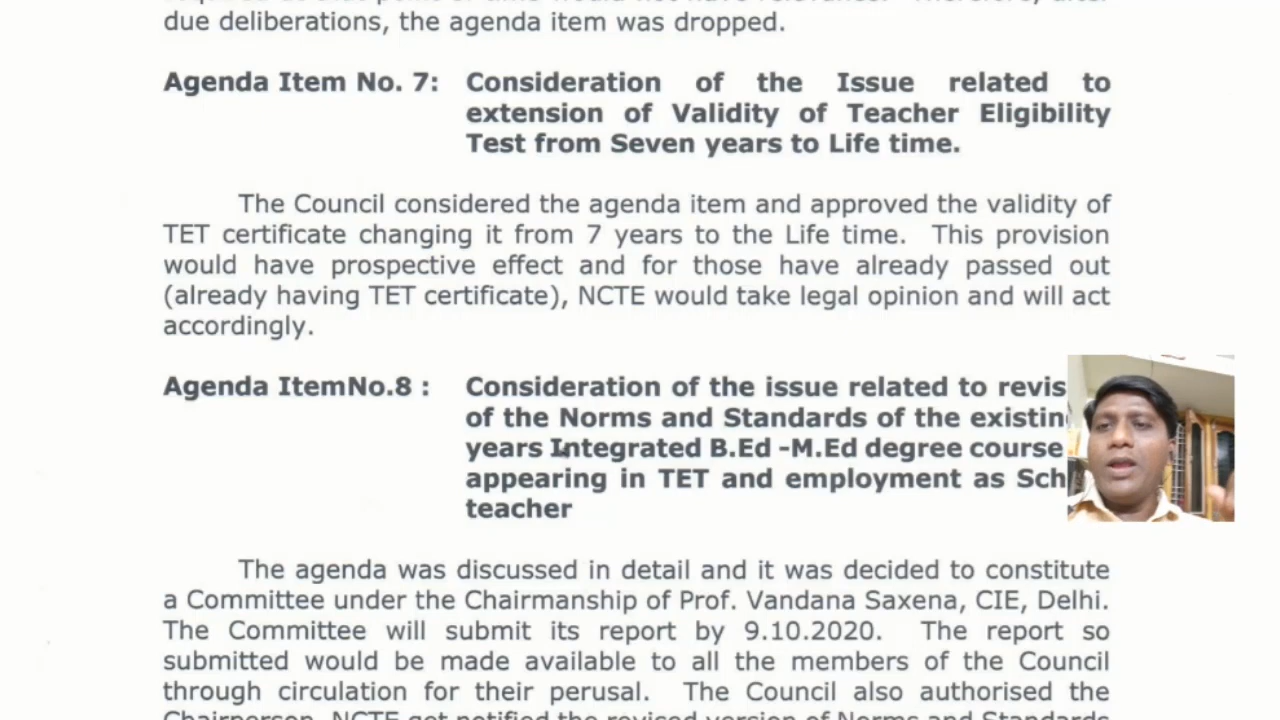 due deliberations, the agenda item was dropped.
Agenda Item No. 7: Consideration of the Issue related to
extension of Validity of Teacher Eligibility
Test from Seven years to Life time.
The Council considered the agenda item and approved the validity of
TET certificate changing it from 7 years to the Life time. This provision
would have prospective effect and for those have already passed out
(already having TET certificate), NCTE would take legal opinion and will act
accordingly.
Agenda ItemNo.8 : Consideration of the issue related to
of the Norms and Standards of the
years Integrated B.Ed -M.Ed degree course
appearing in TET and employment as
teacher
The agenda was discussed in detail and it was decided to constitute
a Committee under the Chairmanship of Prof. Vandana Saxena, CIE, Delhi.
The Committee will submit its report by 9.10.2020. The report so
submitted would be made available to all the members of the Council
through circulation for their perusal. The Council also authorised the